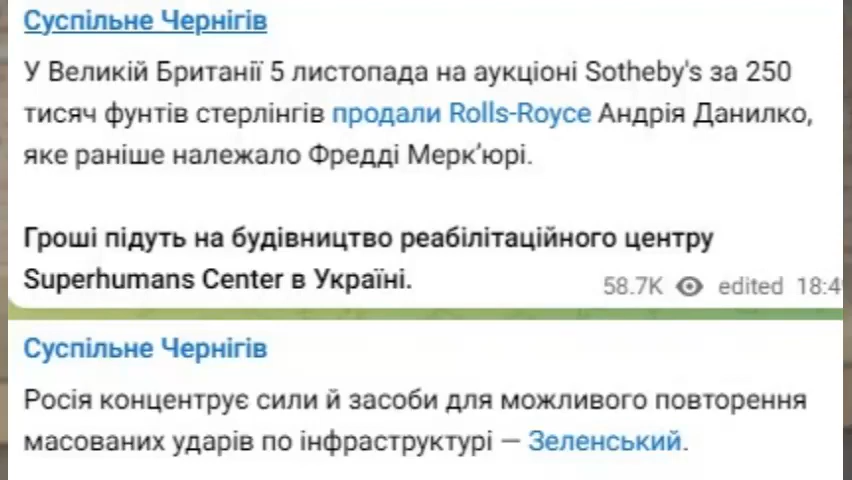 Суспільне Чернігів
У Великій Британії 5 листопада на аукціоні Sotheby's за 250
тисяч фунтів стерлінгів продали Rolls-Royce Андрія Данилко,
яке раніше належало Фредді Мерк’юрі.
Гроші підуть на будівництво реабілітаційного центру
Superhumans Center в Україні.
58.7K edited
Суспільне Чернігів
Росія концентрує сили й засоби для можливого повторення
масованих ударів по інфраструктурі — Зеленський.